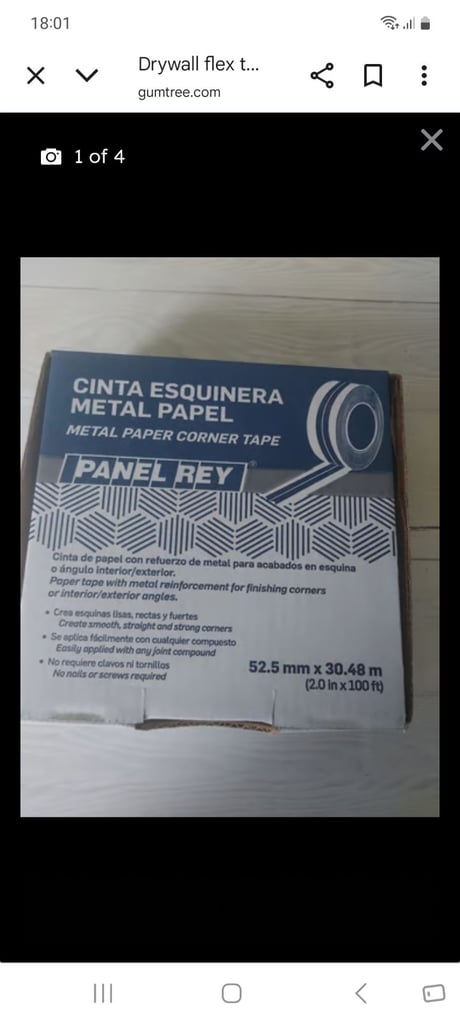 18:01
Drywall flex t...
gumtree.com
1 of 4
CINTA ESQUINERA
METAL PAPEL
METAL PAPER CORNER TAPE
PANEL REY®
Cinta de papel con refuerzo de metal para acabados en esquina
o ángulo interior/exterior.
Paper tape with metal reinforcement for finishing corners
or interior/exterior angles.
• Crea esquinas lisas, rectas y fuertes
Create smooth, straight and strong corners
• Se aplica fácilmente con cualquier compuesto
Easily applied with any joint compound
• No requiere clavos ni tornillos
No nails or screws required
52.5 mm x 30.48 m
(2.0 in x 100 ft)